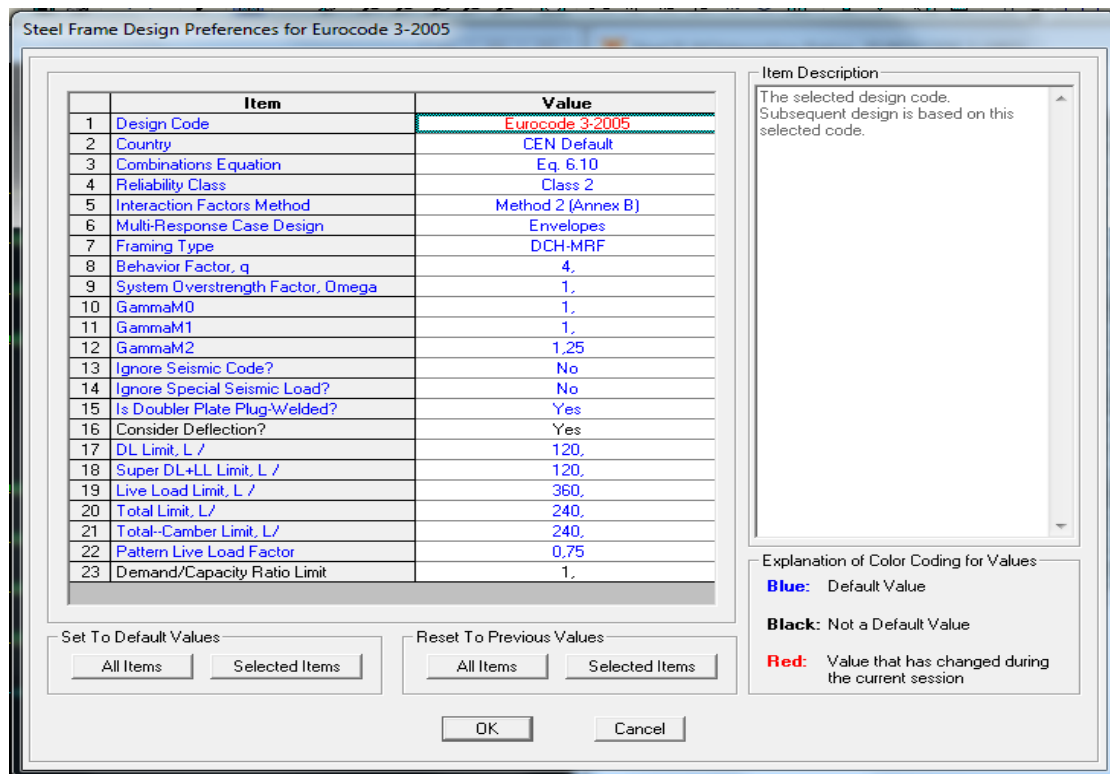 Steel Frame Design Preferences for Eurocode 3-2005
Item Value
1 Design Code Eurocode 3-2005
2 Country CEN Default
3 Combinations Equation Eq. 6.10
4 Reliability Class Class 2
5 Interaction Factors Method Method 2 (Annex B)
6 Multi-Response Case Design Envelopes
7 Framing Type DCH-MRF
8 Behavior Factor, q 4,
9 System Overstrength Factor, Omega 1,
10 GammaM0 1,
11 GammaM1 1,
12 GammaM2 1,25
13 Ignore Seismic Code? No
14 Ignore Special Seismic Load? No
15 Is Doubler Plate Plug-Welded? Yes
16 Consider Deflection? Yes
17 DL Limit, L / 120,
18 Super DL+LL Limit, L / 120,
19 Live Load Limit, L / 360,
20 Total Limit, L/ 240,
21 Total--Camber Limit, L/ 240,
22 Pattern Live Load Factor 0,75
23 Demand/Capacity Ratio Limit 1,
Set To Default Values
All Items Selected Items
Reset To Previous Values
All Items Selected Items
Item Description
The selected design code.
Subsequent design is based on this
selected code.
Explanation of Color Coding for Values
Blue: Default Value
Black: Not a Default Value
Red: Value that has changed during
the current session
OK Cancel